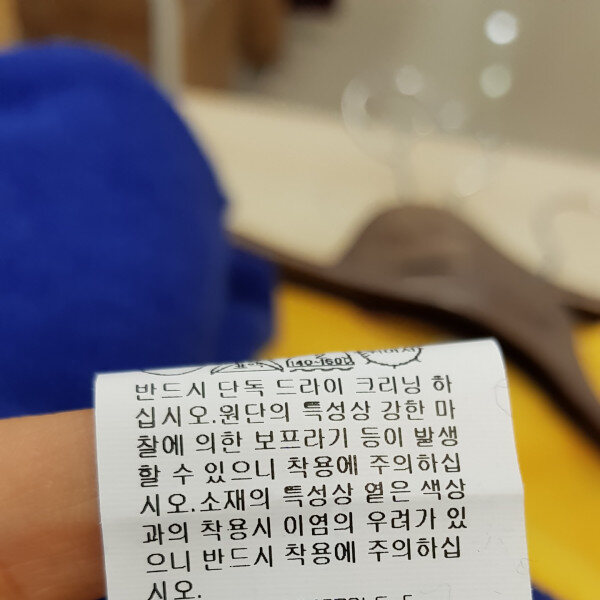 140~160℃
반드시 단독 드라이 크리닝 하
십시오.원단의 특성상 강한 마
찰에 의한 보프라기 등이 발생
할 수 있으니 착용에 주의하십
시오.소재의 특성상 옅은 색상
과의 착용시 이염의 우려가 있
으니 반드시 착용에 주의하십
시오.